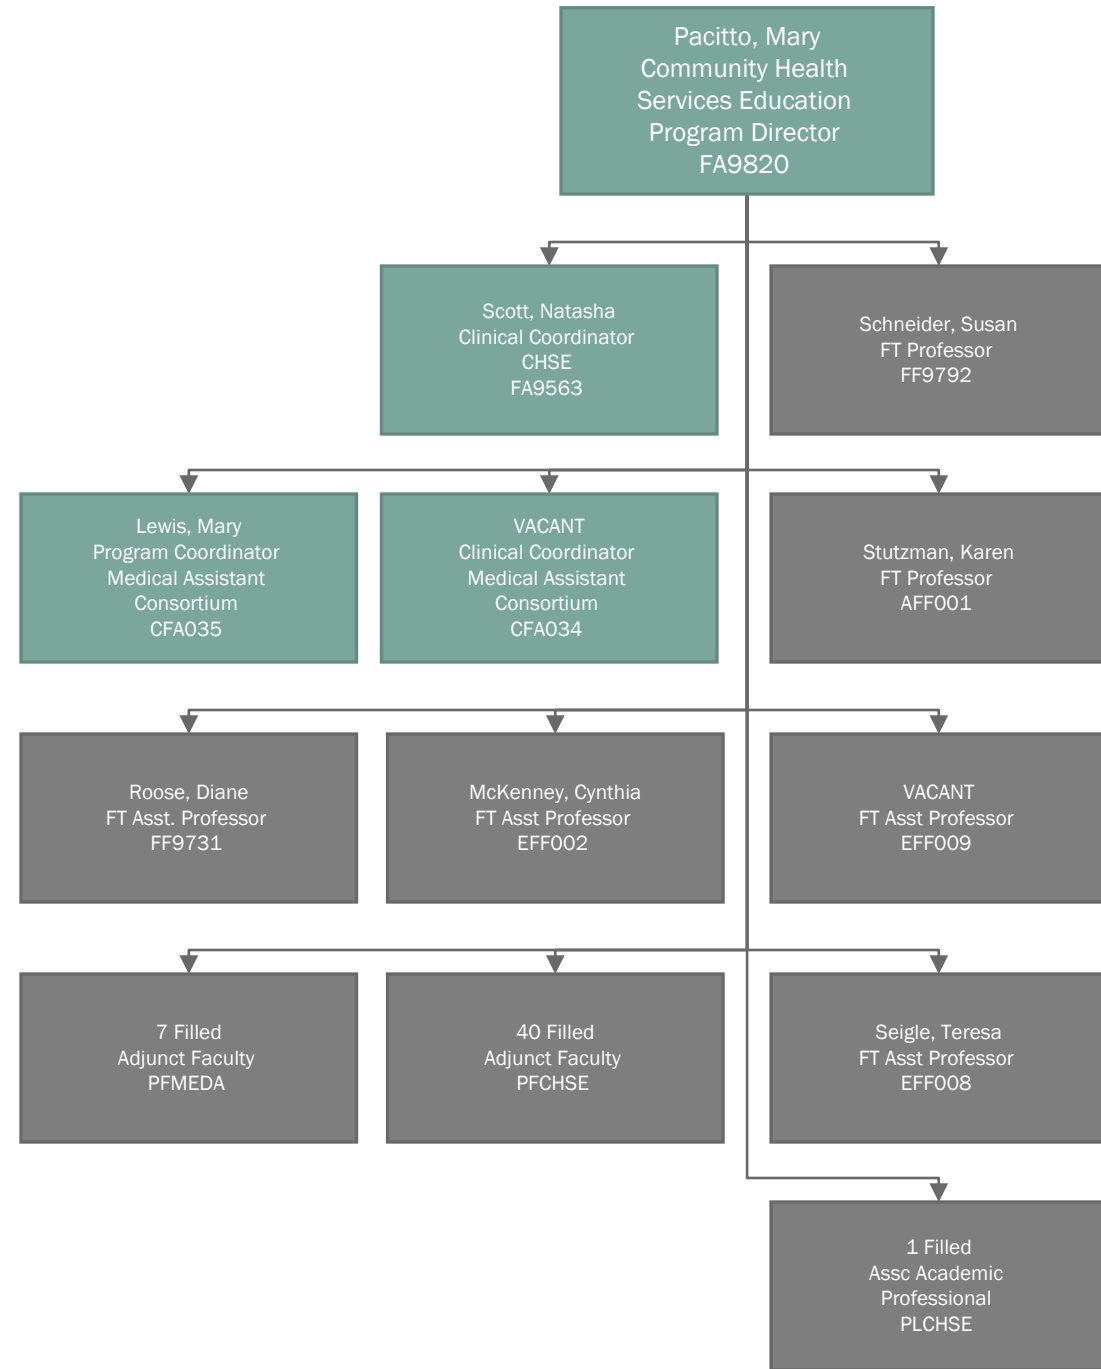 Pacitto, Mary
Community Health
Services Education
Program Director
FA9820
Scott, Natasha
Clinical Coordinator
CHSE
FA9563
Schneider, Susan
FT Professor
FF9792
Lewis, Mary
Program Coordinator
Medical Assistant
Consortium
CFA035
VACANT
Clinical Coordinator
Medical Assistant
Consortium
CFA034
Stutzman, Karen
FT Professor
AFF001
Roose, Diane
FT Asst. Professor
FF9731
McKenney, Cynthia
FT Asst Professor
EFF002
VACANT
FT Asst Professor
EFF009
7 Filled
Adjunct Faculty
PFMEDA
40 Filled
Adjunct Faculty
PFCHSE
Seigle, Teresa
FT Asst Professor
EFF008
1 Filled
Assc Academic
Professional
PLCHSE